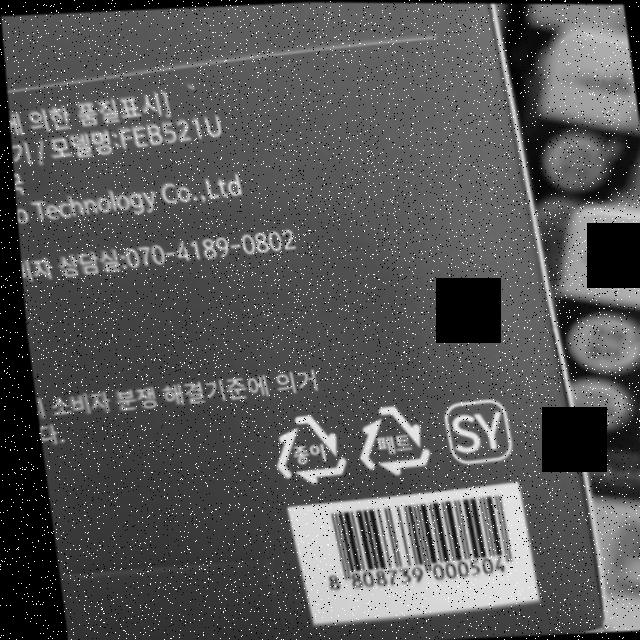 의한 품질표시]
기 / 모델명:FEB521U
Technology Co.,Ltd
상담실:070-4189-0802
소비자 분쟁 해결기준에 의거
다.
종이
페트
SY
8 808739 000504